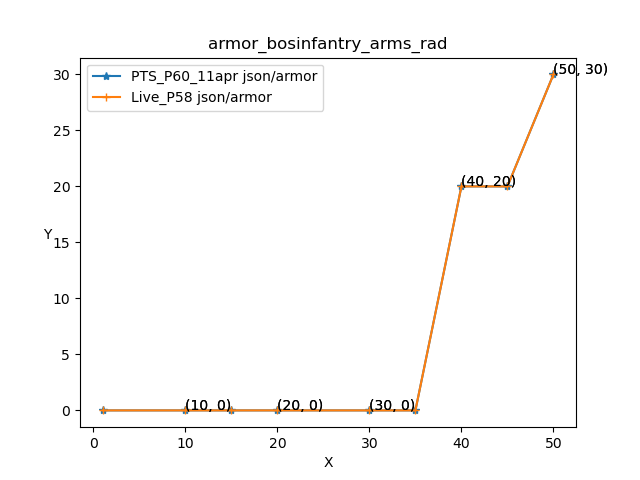 armor_bosinfantry_arms_rad
PTS_P60_11apr json/armor
Live_P58 json/armor
(50, 30)
(40, 20)
(10, 0) (20, 0) (30, 0)
30
25
20
15
10
5
0
Y
0 10 20 30 40 50
X